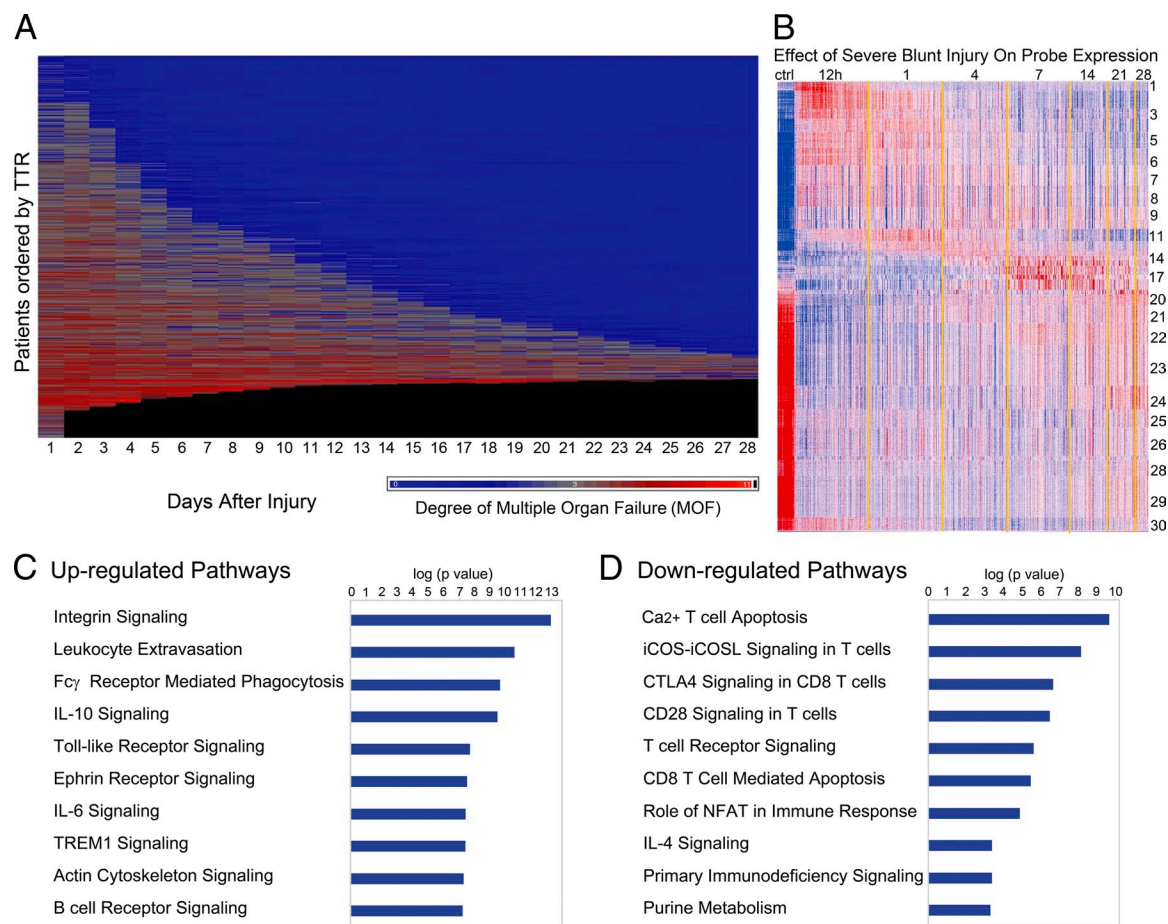 A
B
Effect of Severe Blunt Injury On Probe Expression
ctrl 12h 1 4 7 14 21 28
1
3
5
6
7
8
9
11
14
17
20
21
22
23
24
25
26
28
29
30
Patients ordered by TTR
1 2 3 4 5 6 7 8 9 10 11 12 13 14 15 16 17 18 19 20 21 22 23 24 25 26 27 28
Days After Injury
0 3 11
Degree of Multiple Organ Failure (MOF)
C Up-regulated Pathways
log (p value)
0 1 2 3 4 5 6 7 8 9 10 11 12 13
Integrin Signaling
Leukocyte Extravasation
Fcγ Receptor Mediated Phagocytosis
IL-10 Signaling
Toll-like Receptor Signaling
Ephrin Receptor Signaling
IL-6 Signaling
TREM1 Signaling
Actin Cytoskeleton Signaling
B cell Receptor Signaling
D Down-regulated Pathways
log (p value)
0 1 2 3 4 5 6 7 8 9 10
Ca2+ T cell Apoptosis
iCOS-iCOSL Signaling in T cells
CTLA4 Signaling in CD8 T cells
CD28 Signaling in T cells
T cell Receptor Signaling
CD8 T Cell Mediated Apoptosis
Role of NFAT in Immune Response
IL-4 Signaling
Primary Immunodeficiency Signaling
Purine Metabolism